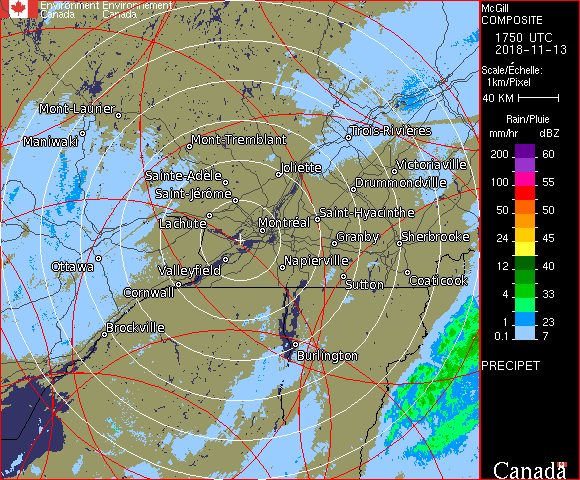 Environment Environnement
Canada Canada
McGill
COMPOSITE
1750 UTC
2018-11-13
Scale/Échelle:
1km/Pixel
40 KM
Rain/Pluie
mm/hr dBZ
200 60
150 57
100 55
50 50
24 45
12 40
4 33
1 23
0.1 7
PRECIPET
Canada
Mont-Laurier
Maniwaki
Mont-Tremblant
Trois-Rivières
Joliette
Victoriaville
Sainte-Adèle
Saint-Jérôme
Drummondville
Lachute
Montréal
Saint-Hyacinthe
Granby
Sherbrooke
Ottawa
Valleyfield
Napierville
Cornwall
Sutton
Coaticook
Brockville
Burlington